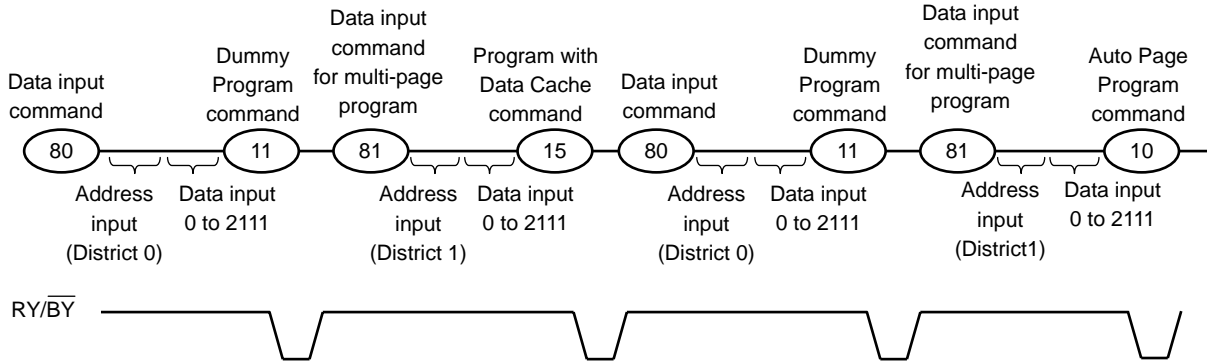 Data input
command
80
Address
input
(District 0)
Data input
0 to 2111
Dummy
Program
command
11
Data input
command
for multi-page
program
81
Address
input
(District 1)
Data input
0 to 2111
Program with
Data Cache
command
15
Data input
command
80
Address
input
(District 0)
Data input
0 to 2111
Dummy
Program
command
11
Data input
command
for multi-page
program
81
Address
input
(District1)
Data input
0 to 2111
Auto Page
Program
command
10
RY/BY